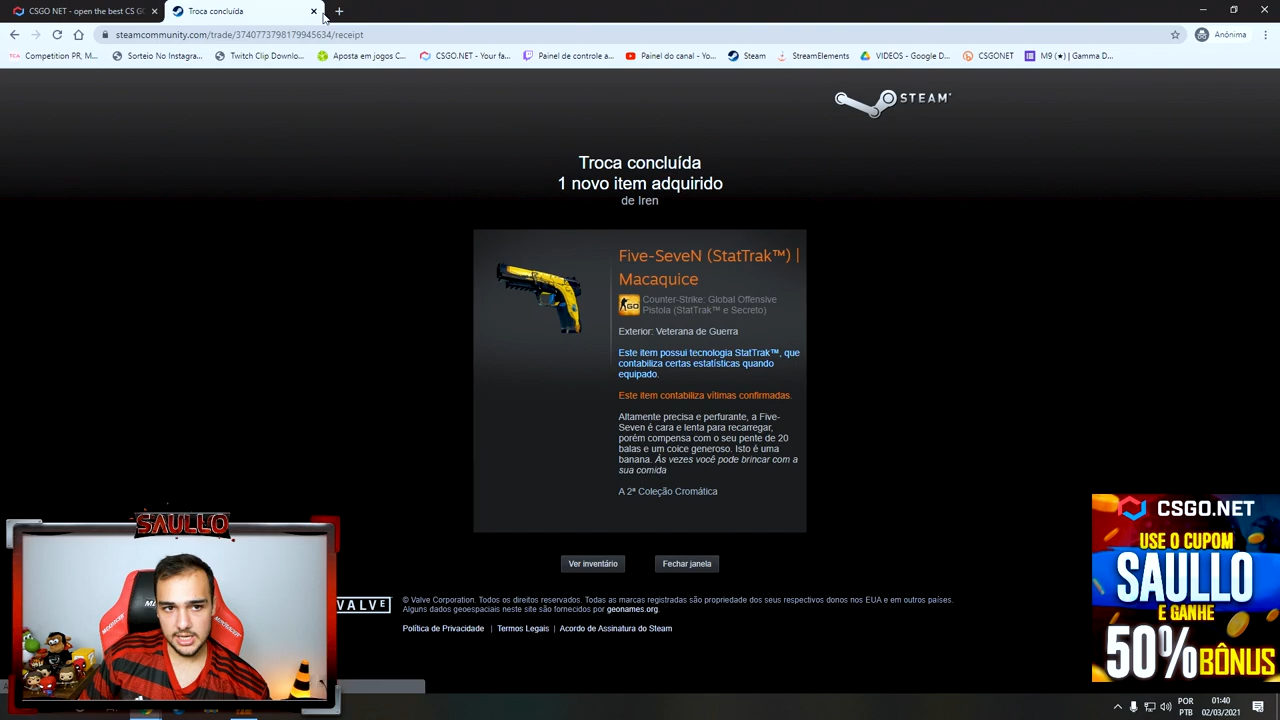 CSGO NET - open the best CS G
Troca concluída
steamcommunity.com/trade/3740773798179945634/receipt
Anônima
Competition PR, M...
Sorteio No Instagra...
Twitch Clip Downlo...
Aposta em jogos C...
CSGO.NET - Your fa...
Painel de controle a...
Painel do canal - Yo...
Steam
StreamElements
VIDEOS - Google D...
CSGONET
M9 (★) | Gamma D...
STEAM
Troca concluída
1 novo item adquirido
de Iren
Five-SeveN (StatTrak™) |
Macaquice
Counter-Strike: Global Offensive
Pistola (StatTrak™ e Secreto)
Exterior: Veterana de Guerra
Este item possui tecnologia StatTrak™, que
contabiliza certas estatísticas quando
equipado.
Este item contabiliza vítimas confirmadas.
Altamente precisa e perfurante, a Five-
Seven é cara e lenta para recarregar,
porém compensa com o seu pente de 20
balas e um coice generoso. Isto é uma
banana. Às vezes você pode brincar com a
sua comida
A 2ª Coleção Cromática
Ver inventário
Fechar janela
VALVE
© Valve Corporation. Todos os direitos reservados. Todas as marcas registradas são propriedade dos seus respectivos donos nos EUA e em outros países.
Alguns dados geoespaciais neste site são fornecidos por geonames.org.
Política de Privacidade | Termos Legais | Acordo de Assinatura do Steam
SAULLO
CSGO.NET
USE O CUPOM
SAULLO
E GANHE
50% BÔNUS
POR
PTB
01:40
02/03/2021